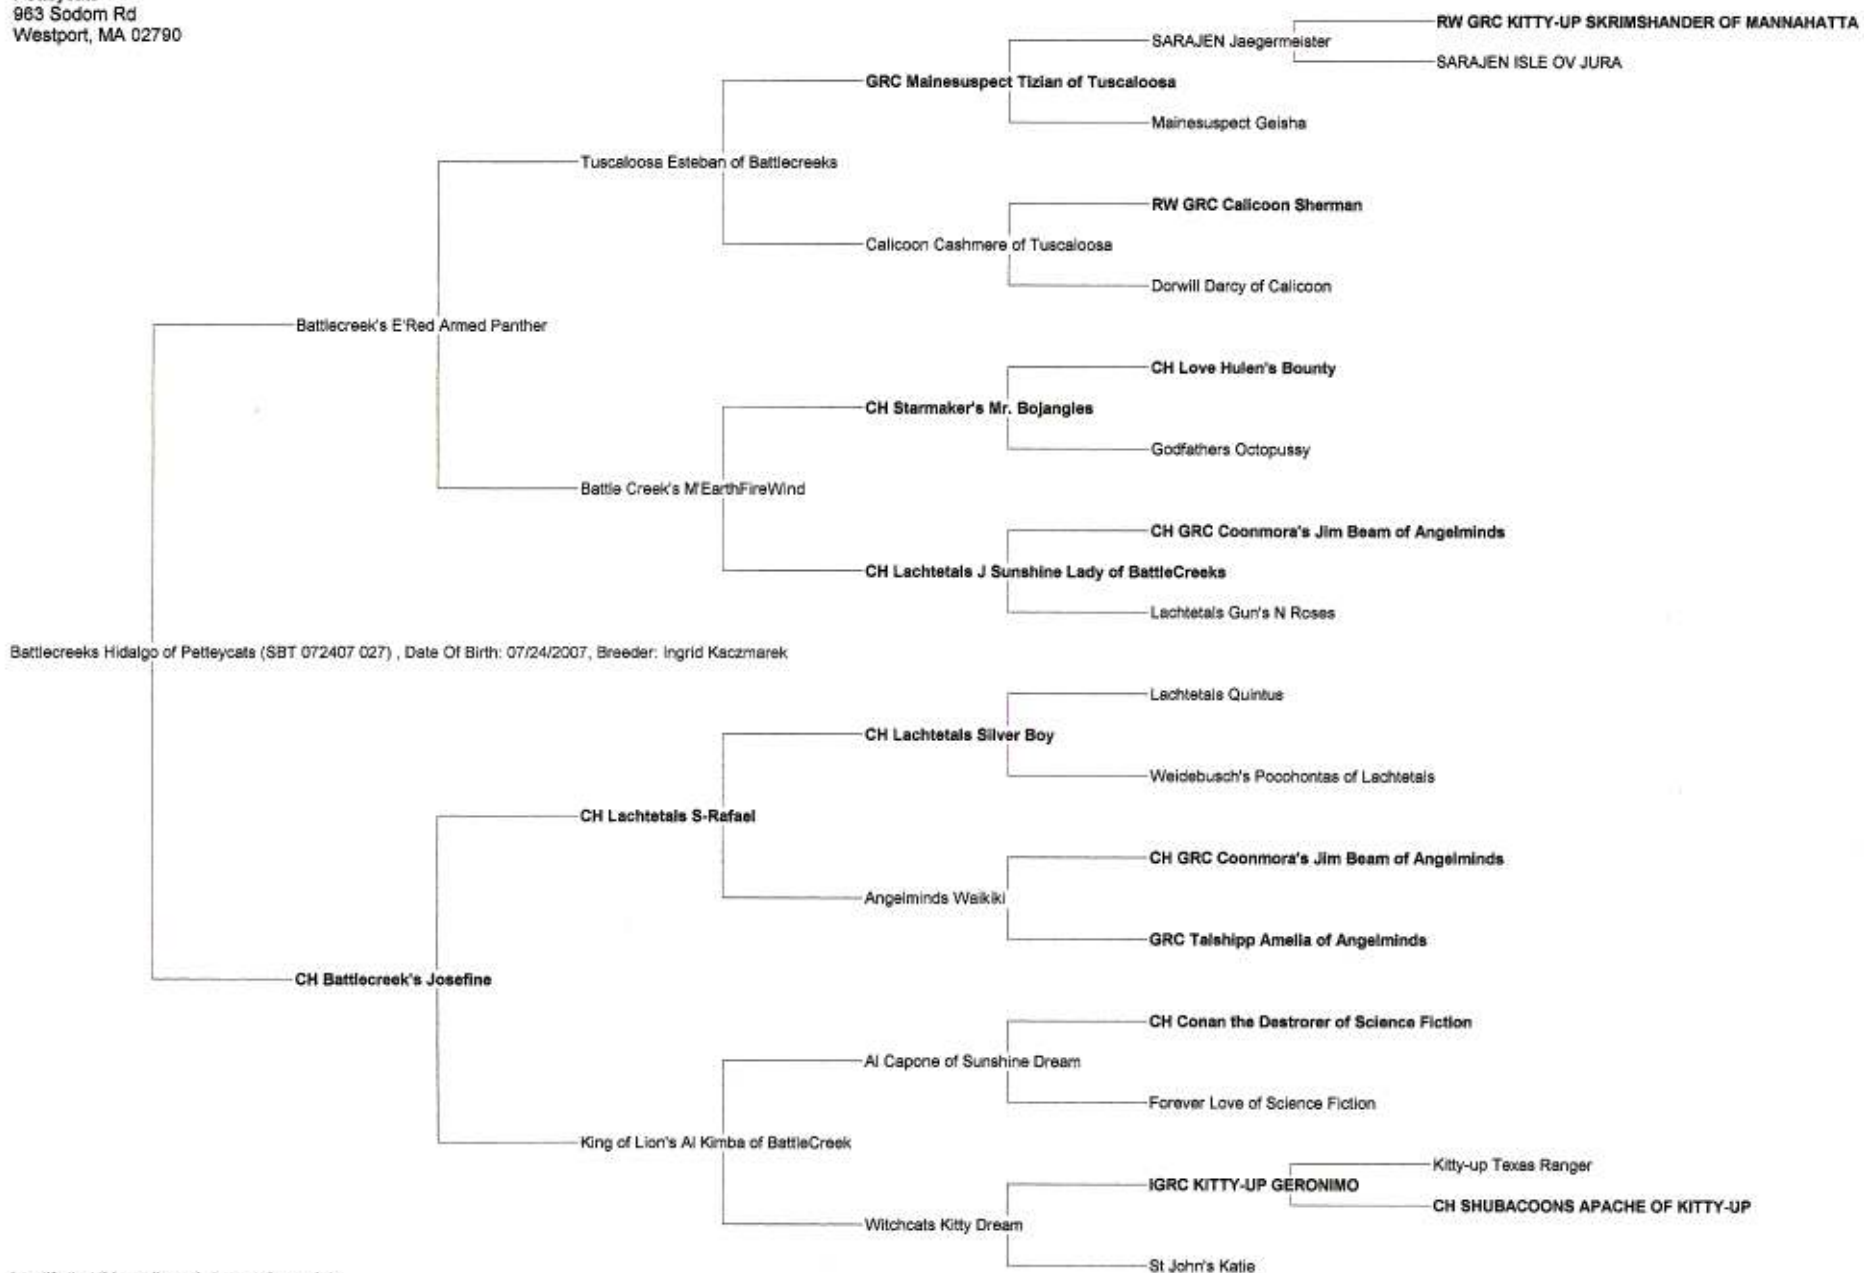 963 Sodom Rd
Westport, MA 02790
RW GRC KITTY-UP SKRIMSHANDER OF MANNAHATTA
SARAJEN Jaegermeister
SARAJEN ISLE OV JURA
GRC Mainesuspect Tizian of Tuscaloosa
Mainesuspect Geisha
Tuscaloosa Esteban of Battlecreeks
RW GRC Calicoon Sherman
Calicoon Cashmere of Tuscaloosa
Dorwill Darcy of Calicoon
Battlecreek's E'Red Armed Panther
CH Love Hulen's Bounty
CH Starmaker's Mr. Bojangles
Godfathers Octopussy
Battle Creek's M'EarthFireWind
CH GRC Coonmora's Jim Beam of Angelminds
CH Lachtetals J Sunshine Lady of BattleCreeks
Lachtetals Gun's N Roses
Battlecreeks Hidalgo of Petteycats (SBT 072407 027) , Date Of Birth: 07/24/2007, Breeder: Ingrid Kaczmarek
Lachtetals Quintus
CH Lachtetals Silver Boy
Weidebusch's Pocohontas of Lachtetals
CH Lachtetals S-Rafael
CH GRC Coonmora's Jim Beam of Angelminds
Angelminds Waikiki
GRC Talshipp Amelia of Angelminds
CH Battlecreek's Josefine
CH Conan the Destrorer of Science Fiction
Al Capone of Sunshine Dream
Forever Love of Science Fiction
King of Lion's Al Kimba of BattleCreek
Kitty-up Texas Ranger
IGRC KITTY-UP GERONIMO
CH SHUBACOONS APACHE OF KITTY-UP
Witchcats Kitty Dream
St John's Katie